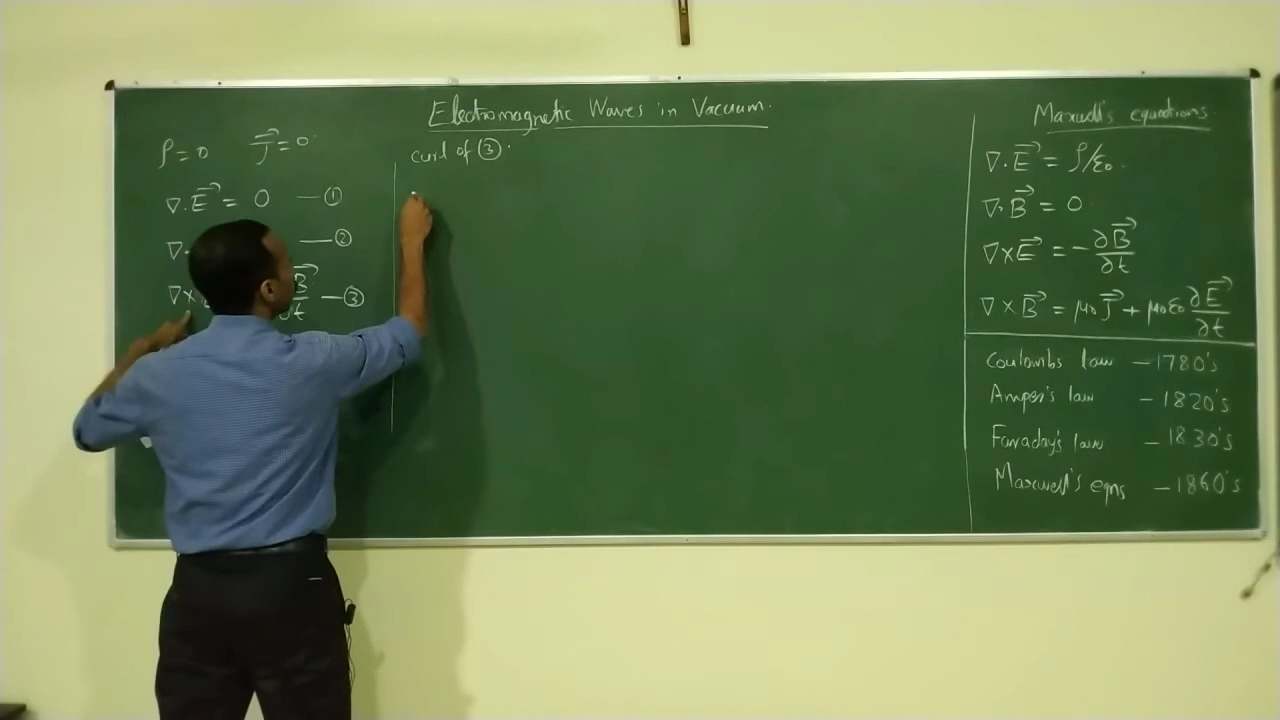 Electromagnetic Waves in Vacuum.
ρ = 0 J⃗ = 0
∇. E⃗ = 0 —①
∇. —②
∇× B⃗ ∂t —③
curl of ③.
Maxwell's equations
∇. E⃗ = ρ/ε₀.
∇. B⃗ = 0
∇×E⃗ = -∂B⃗/∂t
∇ × B⃗ = μ₀J⃗ + μ₀ε₀ ∂E⃗/∂t
Coulombs law - 1780's
Amper's law - 1820's
Faraday's law - 1830's
Maxwell's eqns - 1860's